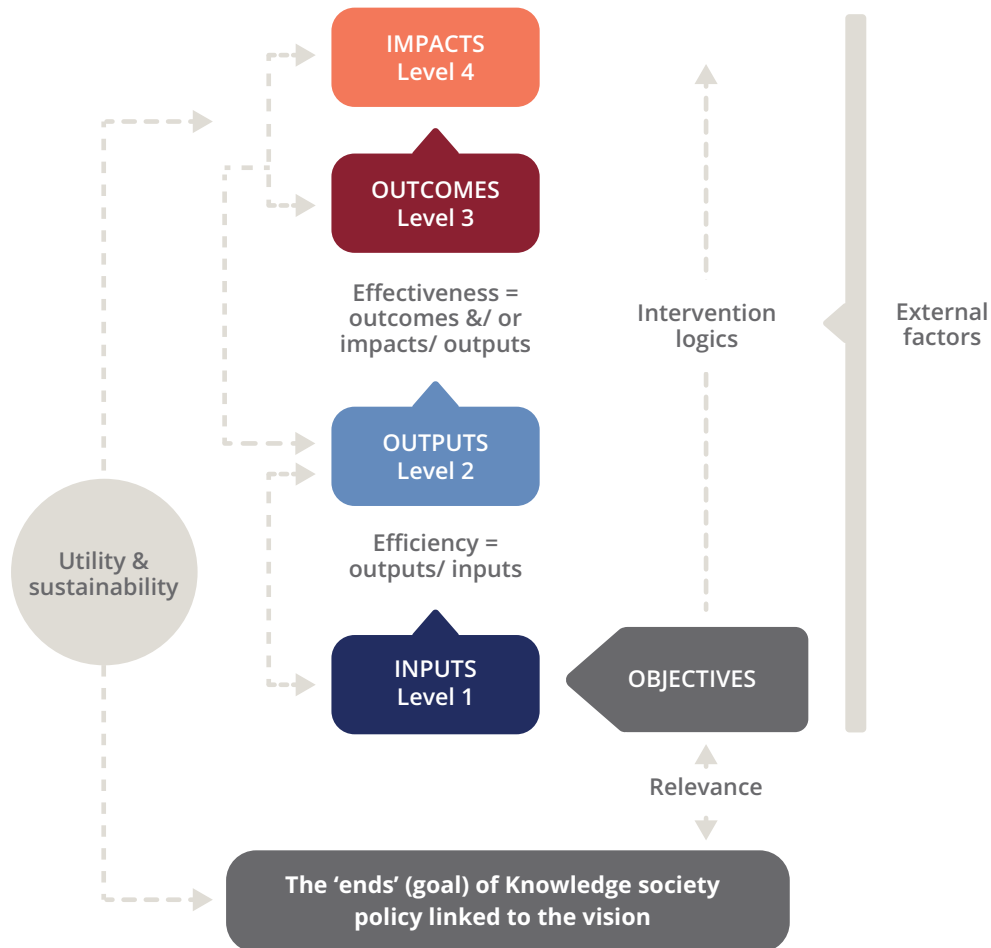 IMPACTS
Level 4
OUTCOMES
Level 3
Effectiveness =
outcomes &/ or
impacts/ outputs
Intervention
logics
External
factors
OUTPUTS
Level 2
Efficiency =
outputs/ inputs
Utility &
sustainability
INPUTS
Level 1
OBJECTIVES
Relevance
The ‘ends’ (goal) of Knowledge society
policy linked to the vision